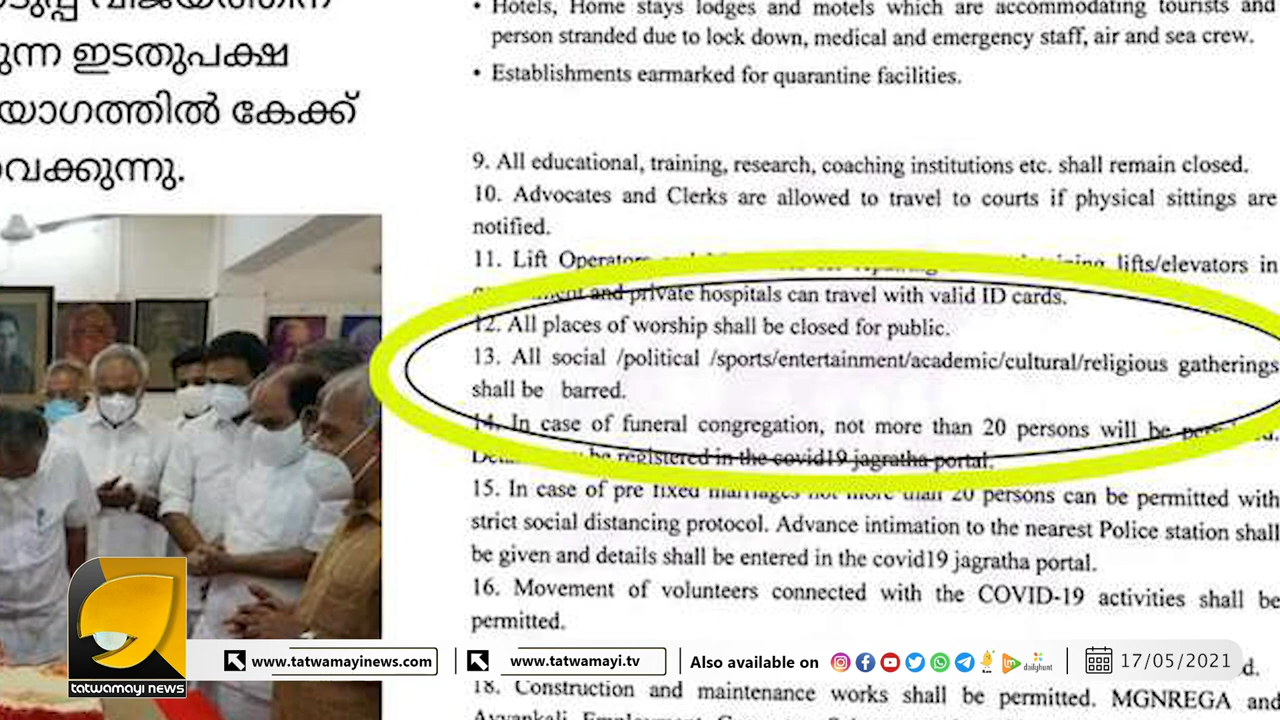 വിജയത്തിന്
ഇടതുപക്ഷ
കേക്ക്
• Hotels, Home stays lodges and motels which are accommodating tourists and
person stranded due to lock down, medical and emergency staff, air and sea crew.
• Establishments earmarked for quarantine facilities.
9. All educational, training, research, coaching institutions etc. shall remain closed.
10. Advocates and Clerks are allowed to travel to courts if physical sittings are
notified.
11. Lift lifts/elevators in
and private hospitals can travel with valid ID cards.
12. All places of worship shall be closed for public.
13. All social /political /sports/entertainment/academic/cultural/religious gatherings
shall be barred.
14. In case of funeral congregation, not more than 20 persons will be
be registered in the covid19 jagratha portal.
15. In case of pre fixed marriages not more than 20 persons can be permitted with
strict social distancing protocol. Advance intimation to the nearest Police station shall
be given and details shall be entered in the covid19 jagratha portal.
16. Movement of volunteers connected with the COVID-19 activities shall be
permitted.
18. Construction and maintenance works shall be permitted. MGNREGA and
tatwamayi news
www.tatwamayinews.com
www.tatwamayi.tv
Also available on
dailyhunt
17/05/2021